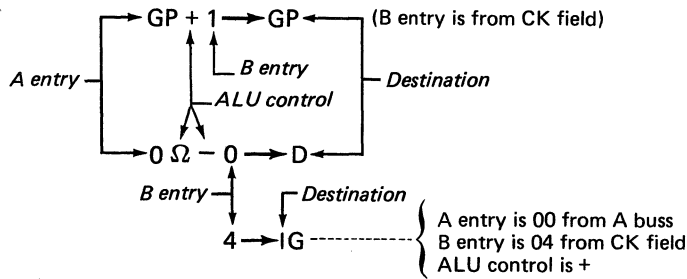 GP + 1 → GP (B entry is from CK field)
B entry
A entry
Destination
ALU control
0 Ω − 0 → D
B entry
Destination
4 → IG
A entry is 00 from A buss
B entry is 04 from CK field
ALU control is +